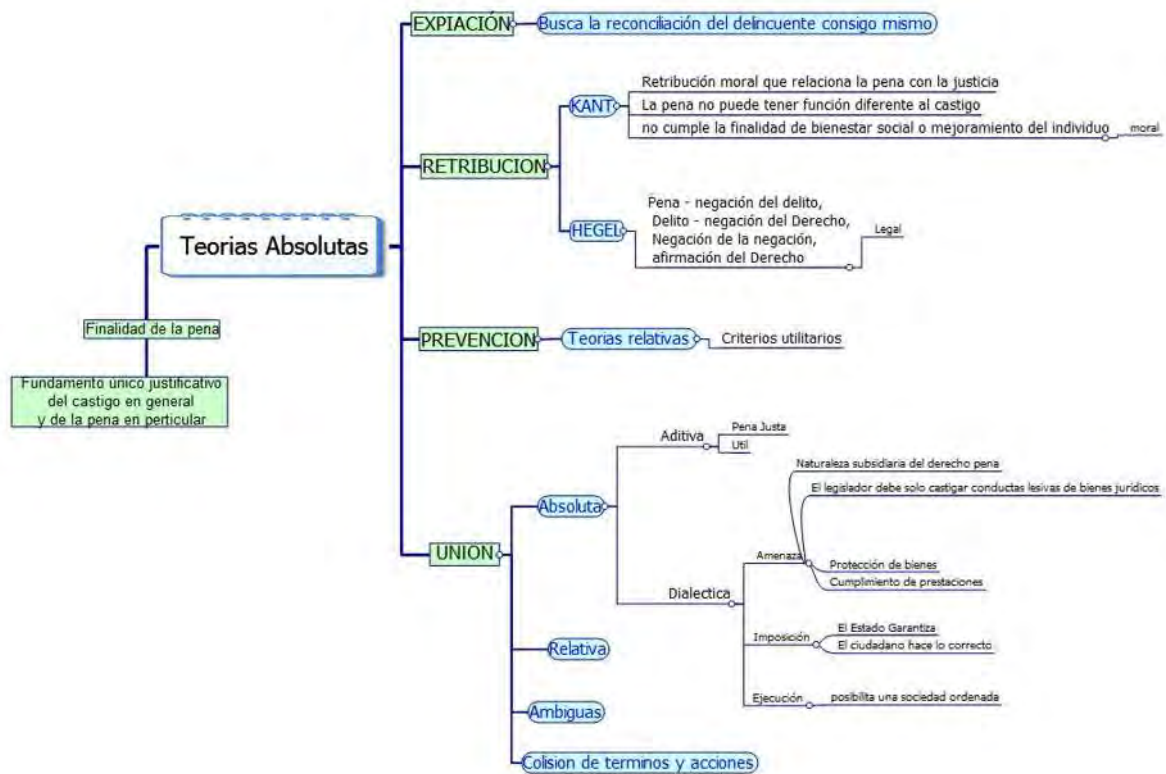 EXPIACIÓN
Busca la reconciliación del delincuente consigo mismo
Retribución moral que relaciona la pena con la justicia
KANT
La pena no puede tener función diferente al castigo
no cumple la finalidad de bienestar social o mejoramiento del individuo
moral
RETRIBUCION
Pena - negación del delito,
Delito - negación del Derecho,
HEGEL
Negación de la negación,
afirmación del Derecho
Legal
Teorias Absolutas
Finalidad de la pena
Fundamento único justificativo
del castigo en general
y de la pena en perticular
PREVENCION
Teorias relativas
Criterios utilitarios
UNION
Absoluta
Aditiva
Pena Justa
Util
Dialectica
Amenaza
Naturaleza subsidiaria del derecho pena
El legislador debe solo castigar conductas lesivas de bienes juridicos
Protección de bienes
Cumplimiento de prestaciones
Imposición
El Estado Garantiza
El ciudadano hace lo correcto
Ejecución
posibilita una sociedad ordenada
Relativa
Ambiguas
Colision de terminos y acciones